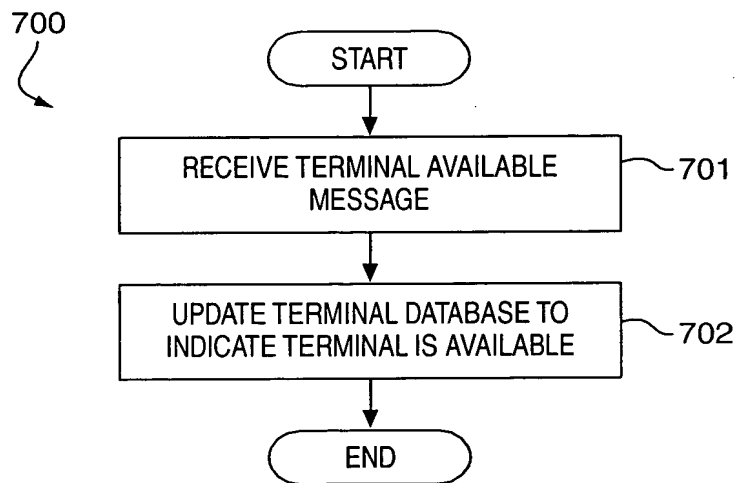 700
START
RECEIVE TERMINAL AVAILABLE
MESSAGE
701
UPDATE TERMINAL DATABASE TO
INDICATE TERMINAL IS AVAILABLE
702
END